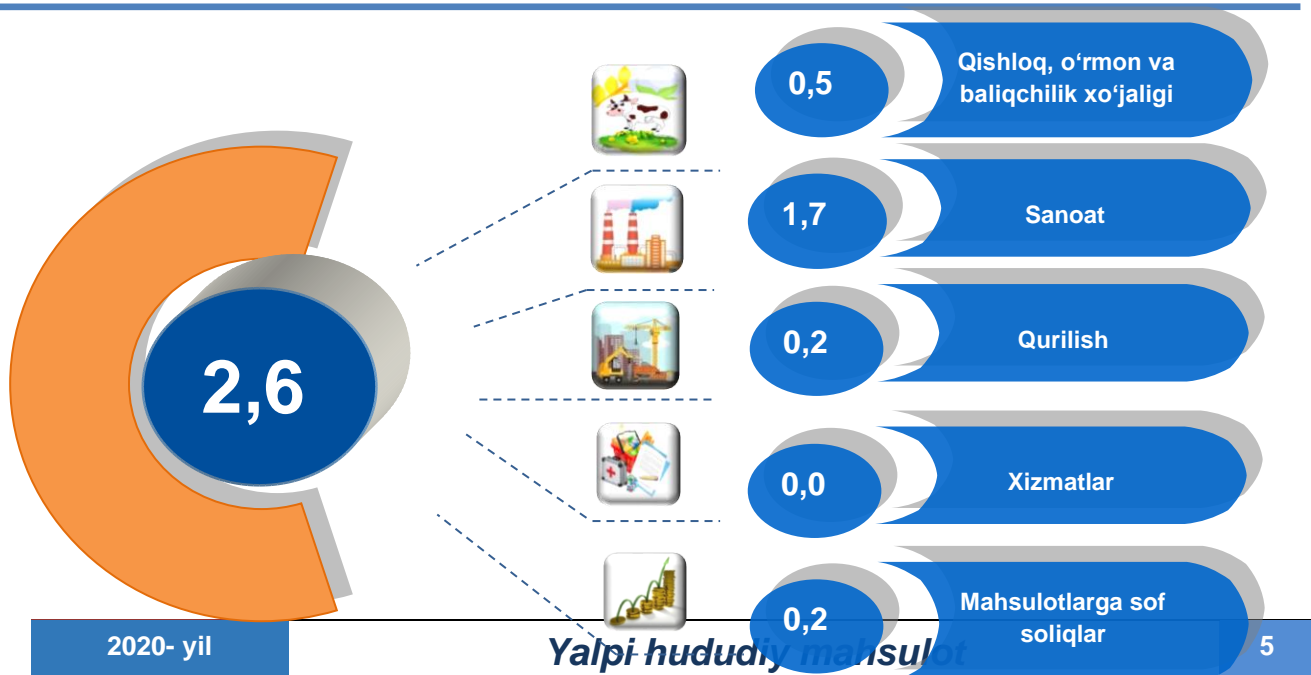 2,6
0,5
Qishloq, o‘rmon va
baliqchilik xo‘jaligi
1,7
Sanoat
0,2
Qurilish
0,0
Xizmatlar
0,2
Mahsulotlarga sof
soliqlar
2020- yil
Yalpi hududiy mahsulot
5